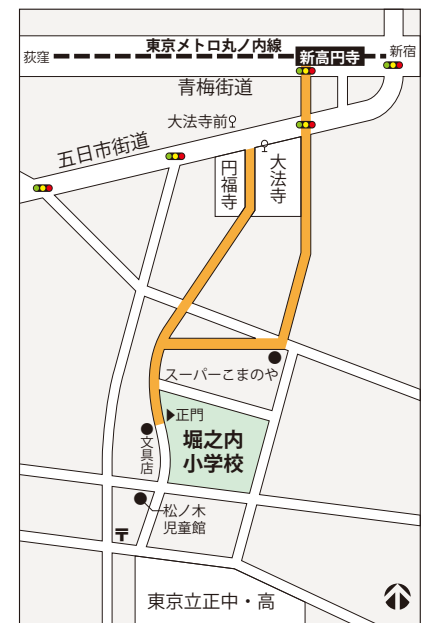 東京メトロ丸ノ内線
荻窪
新高円寺
新宿
青梅街道
大法寺前
五日市街道
円福寺
大法寺
スーパーこまのや
正門
堀之内
小学校
文具店
松ノ木
児童館
〒
東京立正中・高